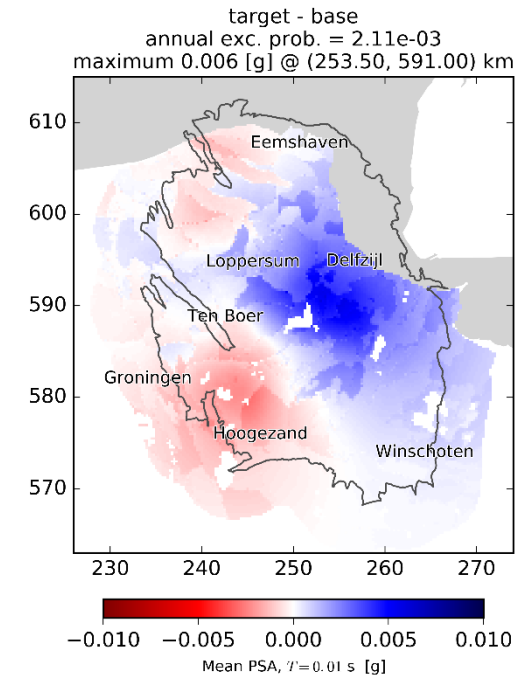 target - base
annual exc. prob. = 2.11e-03
maximum 0.006 [g] @ (253.50, 591.00) km
610
Eemshaven
600
Loppersum
Delfzijl
590
Ten Boer
580
Groningen
Hoogezand
Winschoten
570
230
240
250
260
270
−0.010
−0.005
0.000
0.005
0.010
Mean PSA, T=0.01 s [g]